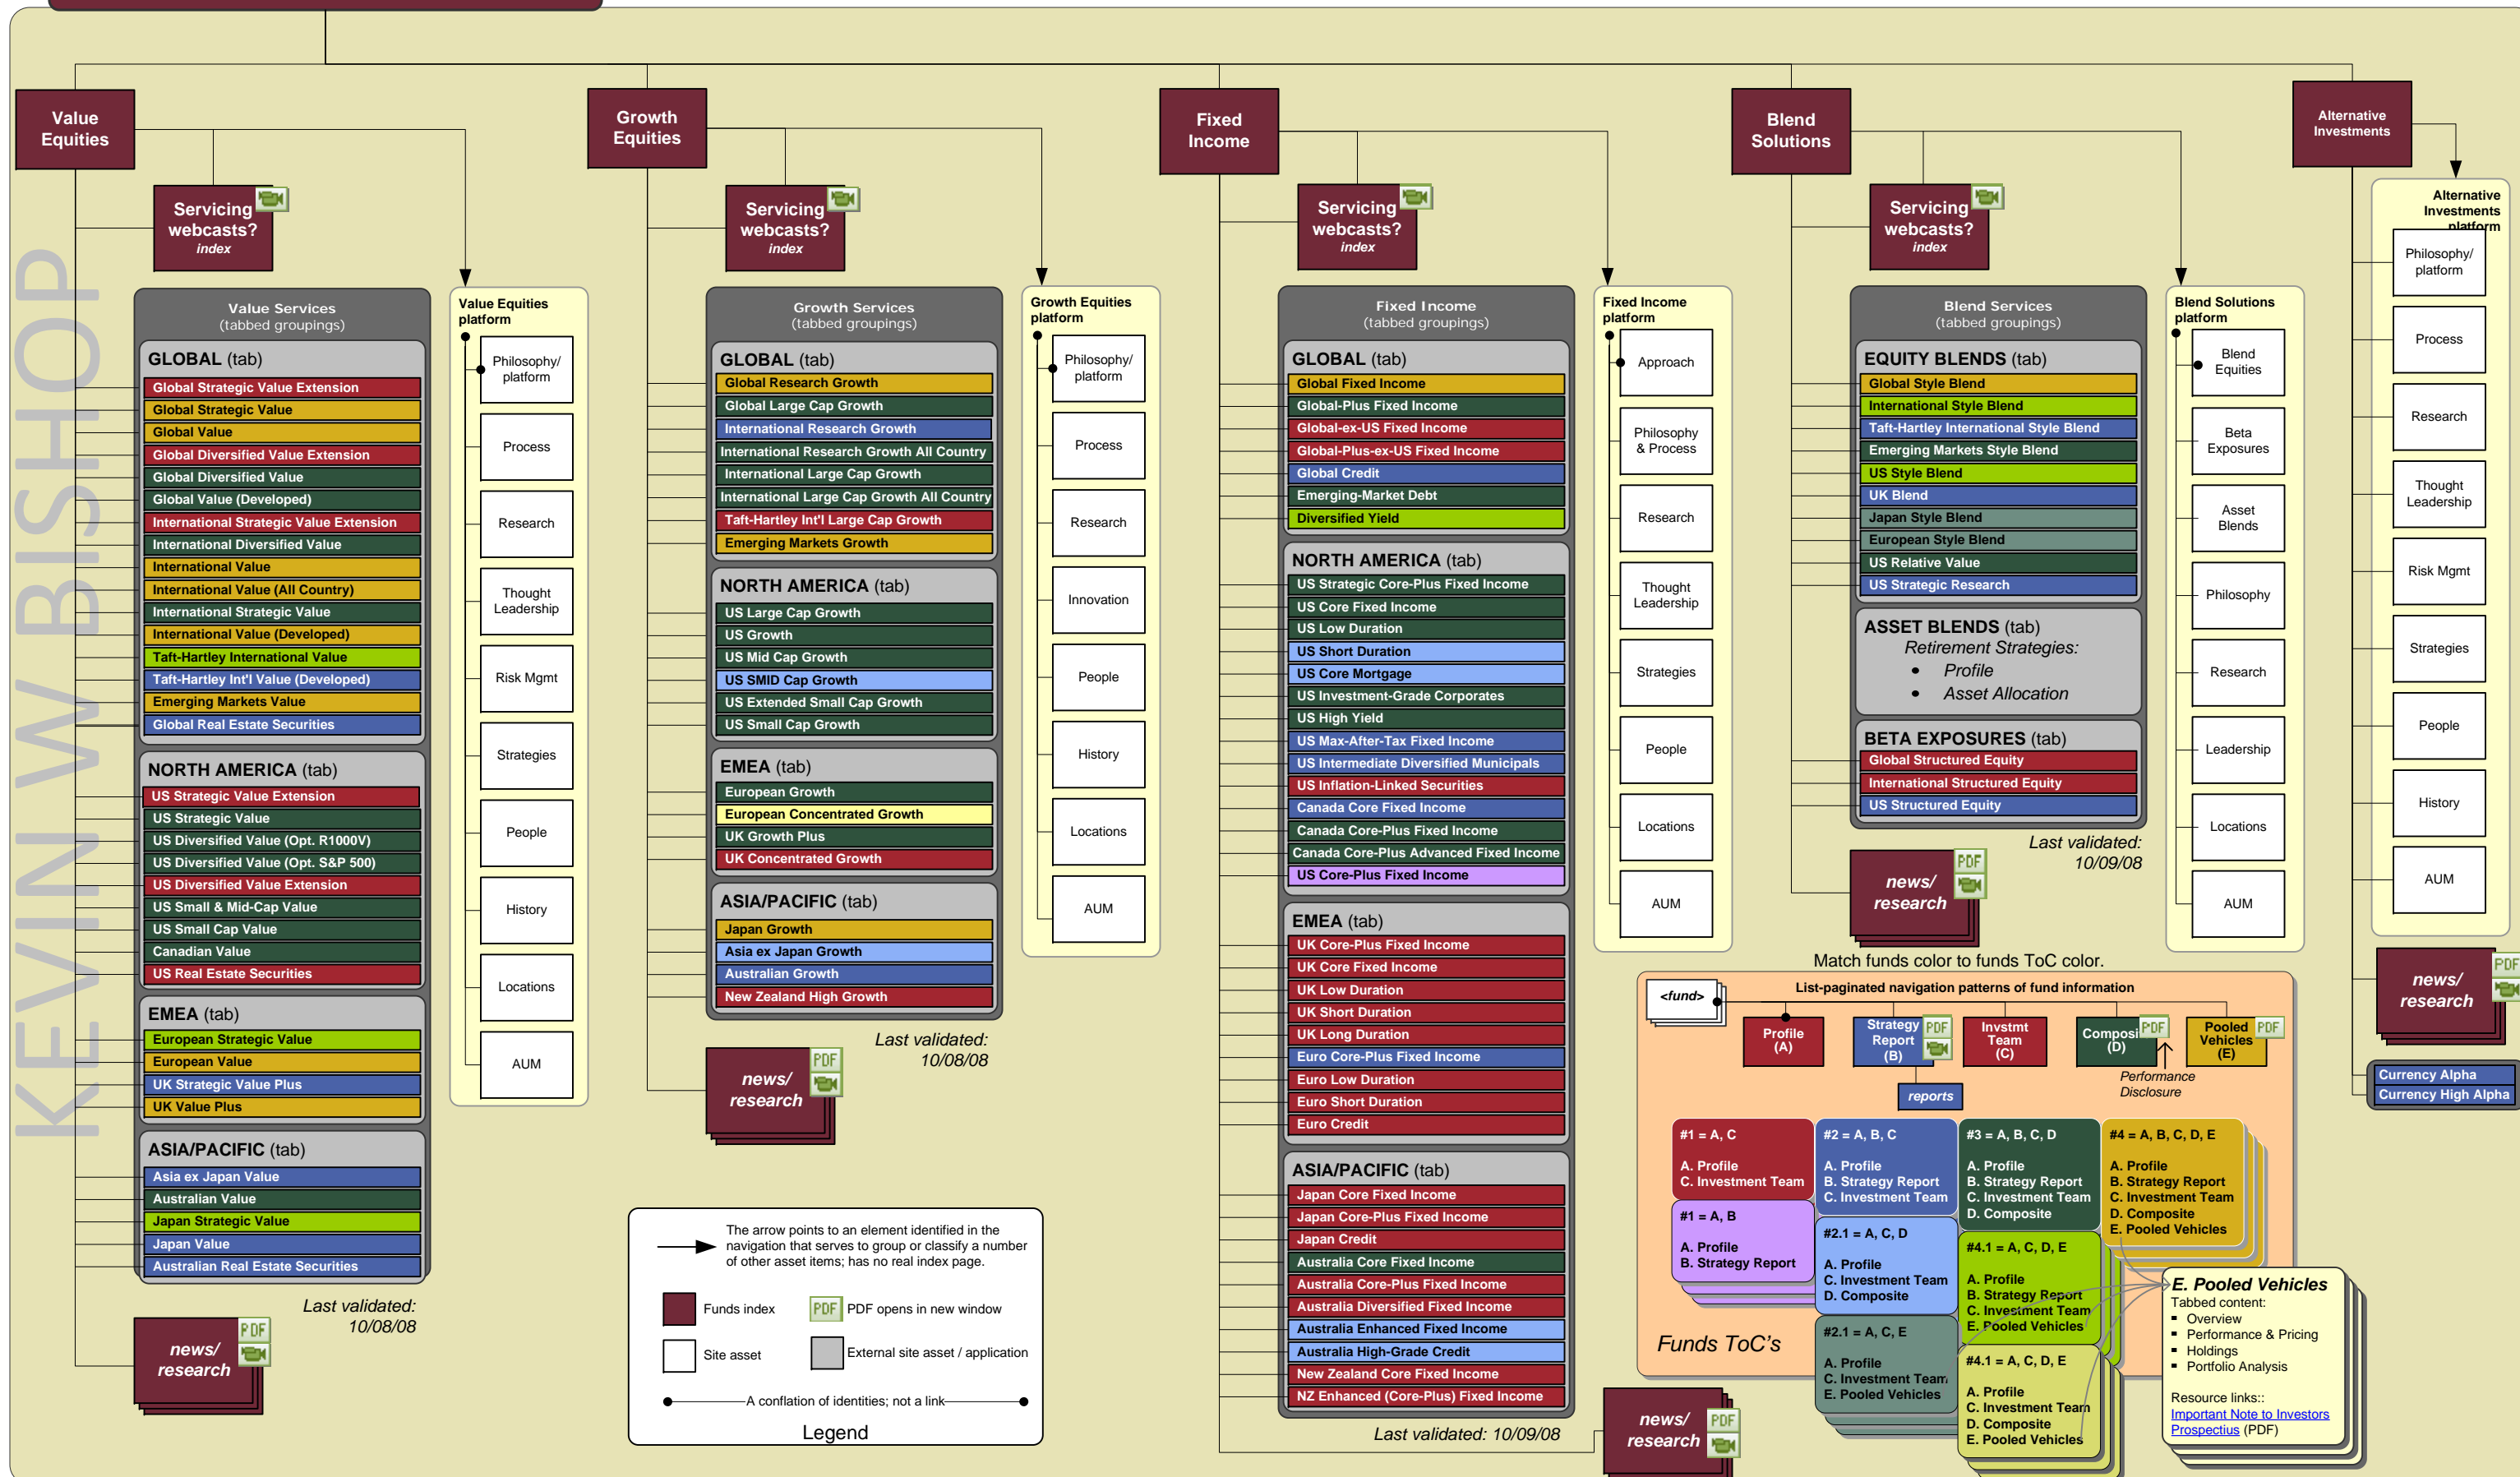 KEVIN W BISHOP
Value
Equities
Servicing
webcasts?
index
Value Services
(tabbed groupings)
GLOBAL (tab)
Global Strategic Value Extension
Global Strategic Value
Global Value
Global Diversified Value Extension
Global Diversified Value
Global Value (Developed)
International Strategic Value Extension
International Diversified Value
International Value
International Value (All Country)
International Strategic Value
International Value (Developed)
Taft-Hartley International Value
Taft-Hartley Int'l Value (Developed)
Emerging Markets Value
Global Real Estate Securities
NORTH AMERICA (tab)
US Strategic Value Extension
US Strategic Value
US Diversified Value (Opt. R1000V)
US Diversified Value (Opt. S&P 500)
US Diversified Value Extension
US Small & Mid-Cap Value
US Small Cap Value
Canadian Value
US Real Estate Securities
EMEA (tab)
European Strategic Value
European Value
UK Strategic Value Plus
UK Value Plus
ASIA/PACIFIC (tab)
Asia ex Japan Value
Australian Value
Japan Strategic Value
Japan Value
Australian Real Estate Securities
Last validated:
10/08/08
news/
research
PDF
Value Equities
platform
Philosophy/
platform
Process
Research
Thought
Leadership
Risk Mgmt
Strategies
People
History
Locations
AUM
Growth
Equities
Servicing
webcasts?
index
Growth Services
(tabbed groupings)
GLOBAL (tab)
Global Research Growth
Global Large Cap Growth
International Research Growth
International Research Growth All Country
International Large Cap Growth
International Large Cap Growth All Country
Taft-Hartley Int'l Large Cap Growth
Emerging Markets Growth
NORTH AMERICA (tab)
US Large Cap Growth
US Growth
US Mid Cap Growth
US SMID Cap Growth
US Extended Small Cap Growth
US Small Cap Growth
EMEA (tab)
European Growth
European Concentrated Growth
UK Growth Plus
UK Concentrated Growth
ASIA/PACIFIC (tab)
Japan Growth
Asia ex Japan Growth
Australian Growth
New Zealand High Growth
Last validated:
10/08/08
news/
research
PDF
Growth Equities
platform
Philosophy/
platform
Process
Research
Innovation
People
History
Locations
AUM
The arrow points to an element identified in the
navigation that serves to group or classify a number
of other asset items; has no real index page.
Funds index
PDF
PDF opens in new window
Site asset
External site asset / application
A conflation of identities; not a link
Legend
Fixed
Income
Servicing
webcasts?
index
Fixed Income
(tabbed groupings)
GLOBAL (tab)
Global Fixed Income
Global-Plus Fixed Income
Global-ex-US Fixed Income
Global-Plus-ex-US Fixed Income
Global Credit
Emerging-Market Debt
Diversified Yield
NORTH AMERICA (tab)
US Strategic Core-Plus Fixed Income
US Core Fixed Income
US Low Duration
US Short Duration
US Core Mortgage
US Investment-Grade Corporates
US High Yield
US Max-After-Tax Fixed Income
US Intermediate Diversified Municipals
US Inflation-Linked Securities
Canada Core Fixed Income
Canada Core-Plus Fixed Income
Canada Core-Plus Advanced Fixed Income
US Core-Plus Fixed Income
EMEA (tab)
UK Core-Plus Fixed Income
UK Core Fixed Income
UK Low Duration
UK Short Duration
UK Long Duration
Euro Core-Plus Fixed Income
Euro Low Duration
Euro Short Duration
Euro Credit
ASIA/PACIFIC (tab)
Japan Core Fixed Income
Japan Core-Plus Fixed Income
Japan Credit
Australia Core Fixed Income
Australia Core-Plus Fixed Income
Australia Diversified Fixed Income
Australia Enhanced Fixed Income
Australia High-Grade Credit
New Zealand Core Fixed Income
NZ Enhanced (Core-Plus) Fixed Income
Last validated: 10/09/08
news/
research
PDF
Fixed Income
platform
Approach
Philosophy
& Process
Research
Thought
Leadership
Strategies
People
Locations
AUM
Blend
Solutions
Servicing
webcasts?
index
Blend Services
(tabbed groupings)
EQUITY BLENDS (tab)
Global Style Blend
International Style Blend
Taft-Hartley International Style Blend
Emerging Markets Style Blend
US Style Blend
UK Blend
Japan Style Blend
European Style Blend
US Relative Value
US Strategic Research
ASSET BLENDS (tab)
Retirement Strategies:
• Profile
• Asset Allocation
BETA EXPOSURES (tab)
Global Structured Equity
International Structured Equity
US Structured Equity
Last validated:
10/09/08
news/
research
PDF
Blend Solutions
platform
Blend
Equities
Beta
Exposures
Asset
Blends
Philosophy
Research
Leadership
Locations
AUM
Alternative
Investments
Alternative
Investments
platform
Philosophy/
platform
Process
Research
Thought
Leadership
Risk Mgmt
Strategies
People
History
AUM
news/
research
PDF
Currency Alpha
Currency High Alpha
Match funds color to funds ToC color.
List-paginated navigation patterns of fund information
<fund>
Profile
(A)
Strategy
Report
(B)
PDF
Invstmt
Team
(C)
Composi
(D)
PDF
Pooled
Vehicles
(E)
PDF
reports
Performance
Disclosure
#1 = A, C
A. Profile
C. Investment Team
#1 = A, B
A. Profile
B. Strategy Report
#2 = A, B, C
A. Profile
B. Strategy Report
C. Investment Team
#2.1 = A, C, D
A. Profile
C. Investment Team
D. Composite
#2.1 = A, C, E
A. Profile
C. Investment Team
E. Pooled Vehicles
#3 = A, B, C, D
A. Profile
B. Strategy Report
C. Investment Team
D. Composite
#4.1 = A, C, D, E
A. Profile
B. Strategy Report
C. Investment Team
E. Pooled Vehicles
#4.1 = A, C, D, E
A. Profile
C. Investment Team
D. Composite
E. Pooled Vehicles
#4 = A, B, C, D, E
A. Profile
B. Strategy Report
C. Investment Team
D. Composite
E. Pooled Vehicles
Funds ToC's
E. Pooled Vehicles
Tabbed content:
▪ Overview
▪ Performance & Pricing
▪ Holdings
▪ Portfolio Analysis
Resource links::
Important Note to Investors
Prospectius (PDF)